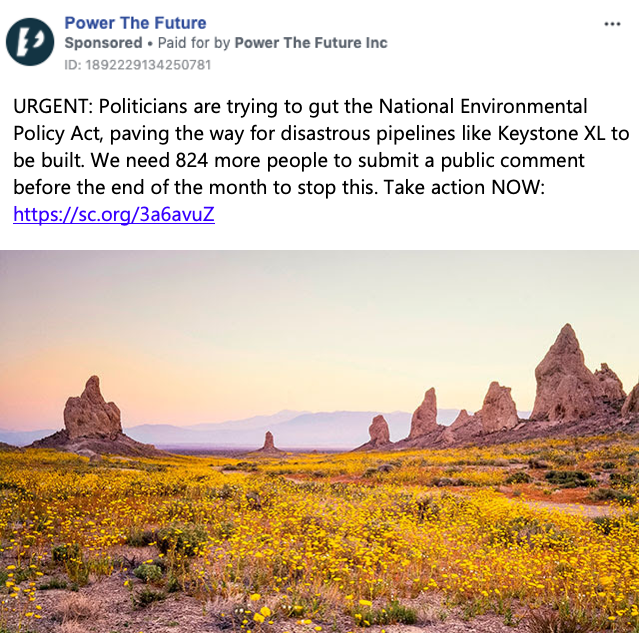 Power The Future
Sponsored • Paid for by Power The Future Inc
ID: 1892229134250781
URGENT: Politicians are trying to gut the National Environmental
Policy Act, paving the way for disastrous pipelines like Keystone XL to
be built. We need 824 more people to submit a public comment
before the end of the month to stop this. Take action NOW:
https://sc.org/3a6avuZ